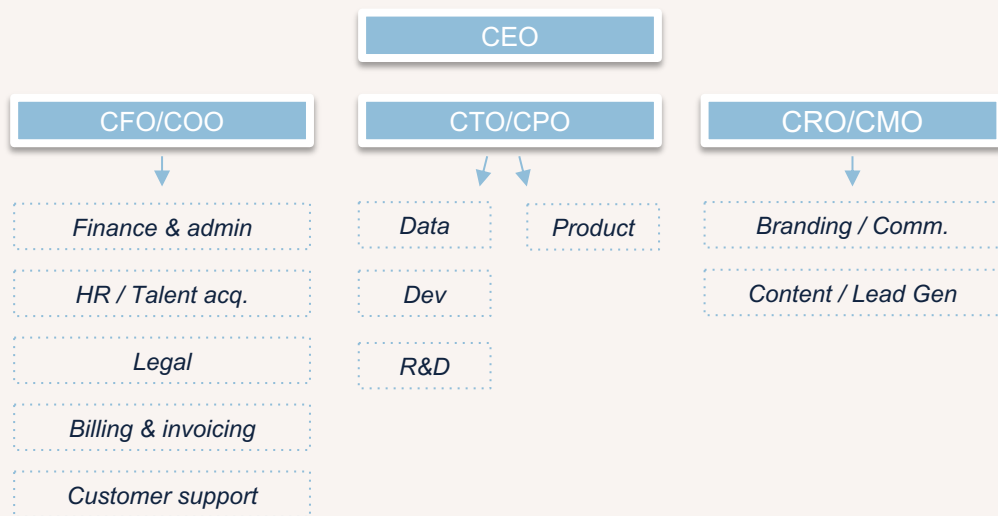 CEO
CFO/COO
CTO/CPO
CRO/CMO
Finance & admin
HR / Talent acq.
Legal
Billing & invoicing
Customer support
Data
Dev
R&D
Product
Branding / Comm.
Content / Lead Gen